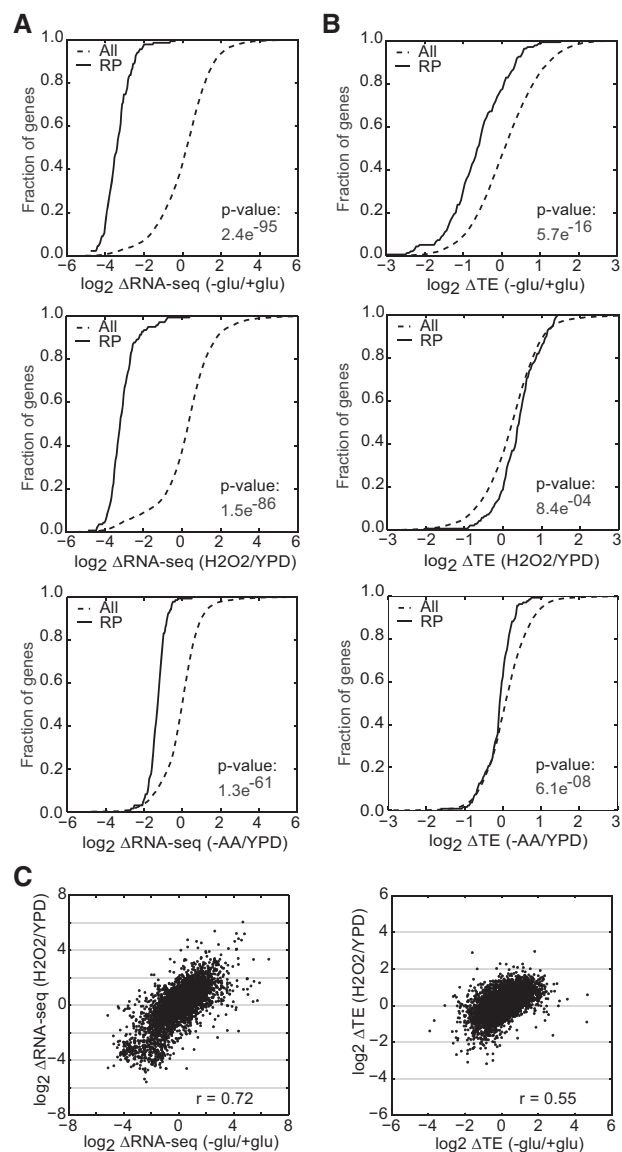 A
B
All
RP
Fraction of genes
1.0
0.8
0.6
0.4
0.2
0.0
p-value:
2.4e-95
−6 −4 −2 0 2 4 6
log2 ΔRNA-seq (-glu/+glu)
All
RP
Fraction of genes
1.0
0.8
0.6
0.4
0.2
0.0
p-value:
5.7e-16
−3 −2 −1 0 1 2 3
log2 ΔTE (-glu/+glu)
All
RP
Fraction of genes
1.0
0.8
0.6
0.4
0.2
0.0
p-value:
1.5e-86
−6 −4 −2 0 2 4 6
log2 ΔRNA-seq (H2O2/YPD)
All
RP
Fraction of genes
1.0
0.8
0.6
0.4
0.2
0.0
p-value:
8.4e-04
−3 −2 −1 0 1 2 3
log2 ΔTE (H2O2/YPD)
All
RP
Fraction of genes
1.0
0.8
0.6
0.4
0.2
0.0
p-value:
1.3e-61
−6 −4 −2 0 2 4 6
log2 ΔRNA-seq (-AA/YPD)
All
RP
Fraction of genes
1.0
0.8
0.6
0.4
0.2
0.0
p-value:
6.1e-08
−3 −2 −1 0 1 2 3
log2 ΔTE (-AA/YPD)
C
log2 ΔRNA-seq (H2O2/YPD)
8
4
0
−4
−8
r = 0.72
−8 −4 0 4 8
log2 ΔRNA-seq (-glu/+glu)
log2 ΔTE (H2O2/YPD)
6
4
2
0
−2
−4
−6
r = 0.55
−6 −4 −2 0 2 4 6
log2 ΔTE (-glu/+glu)